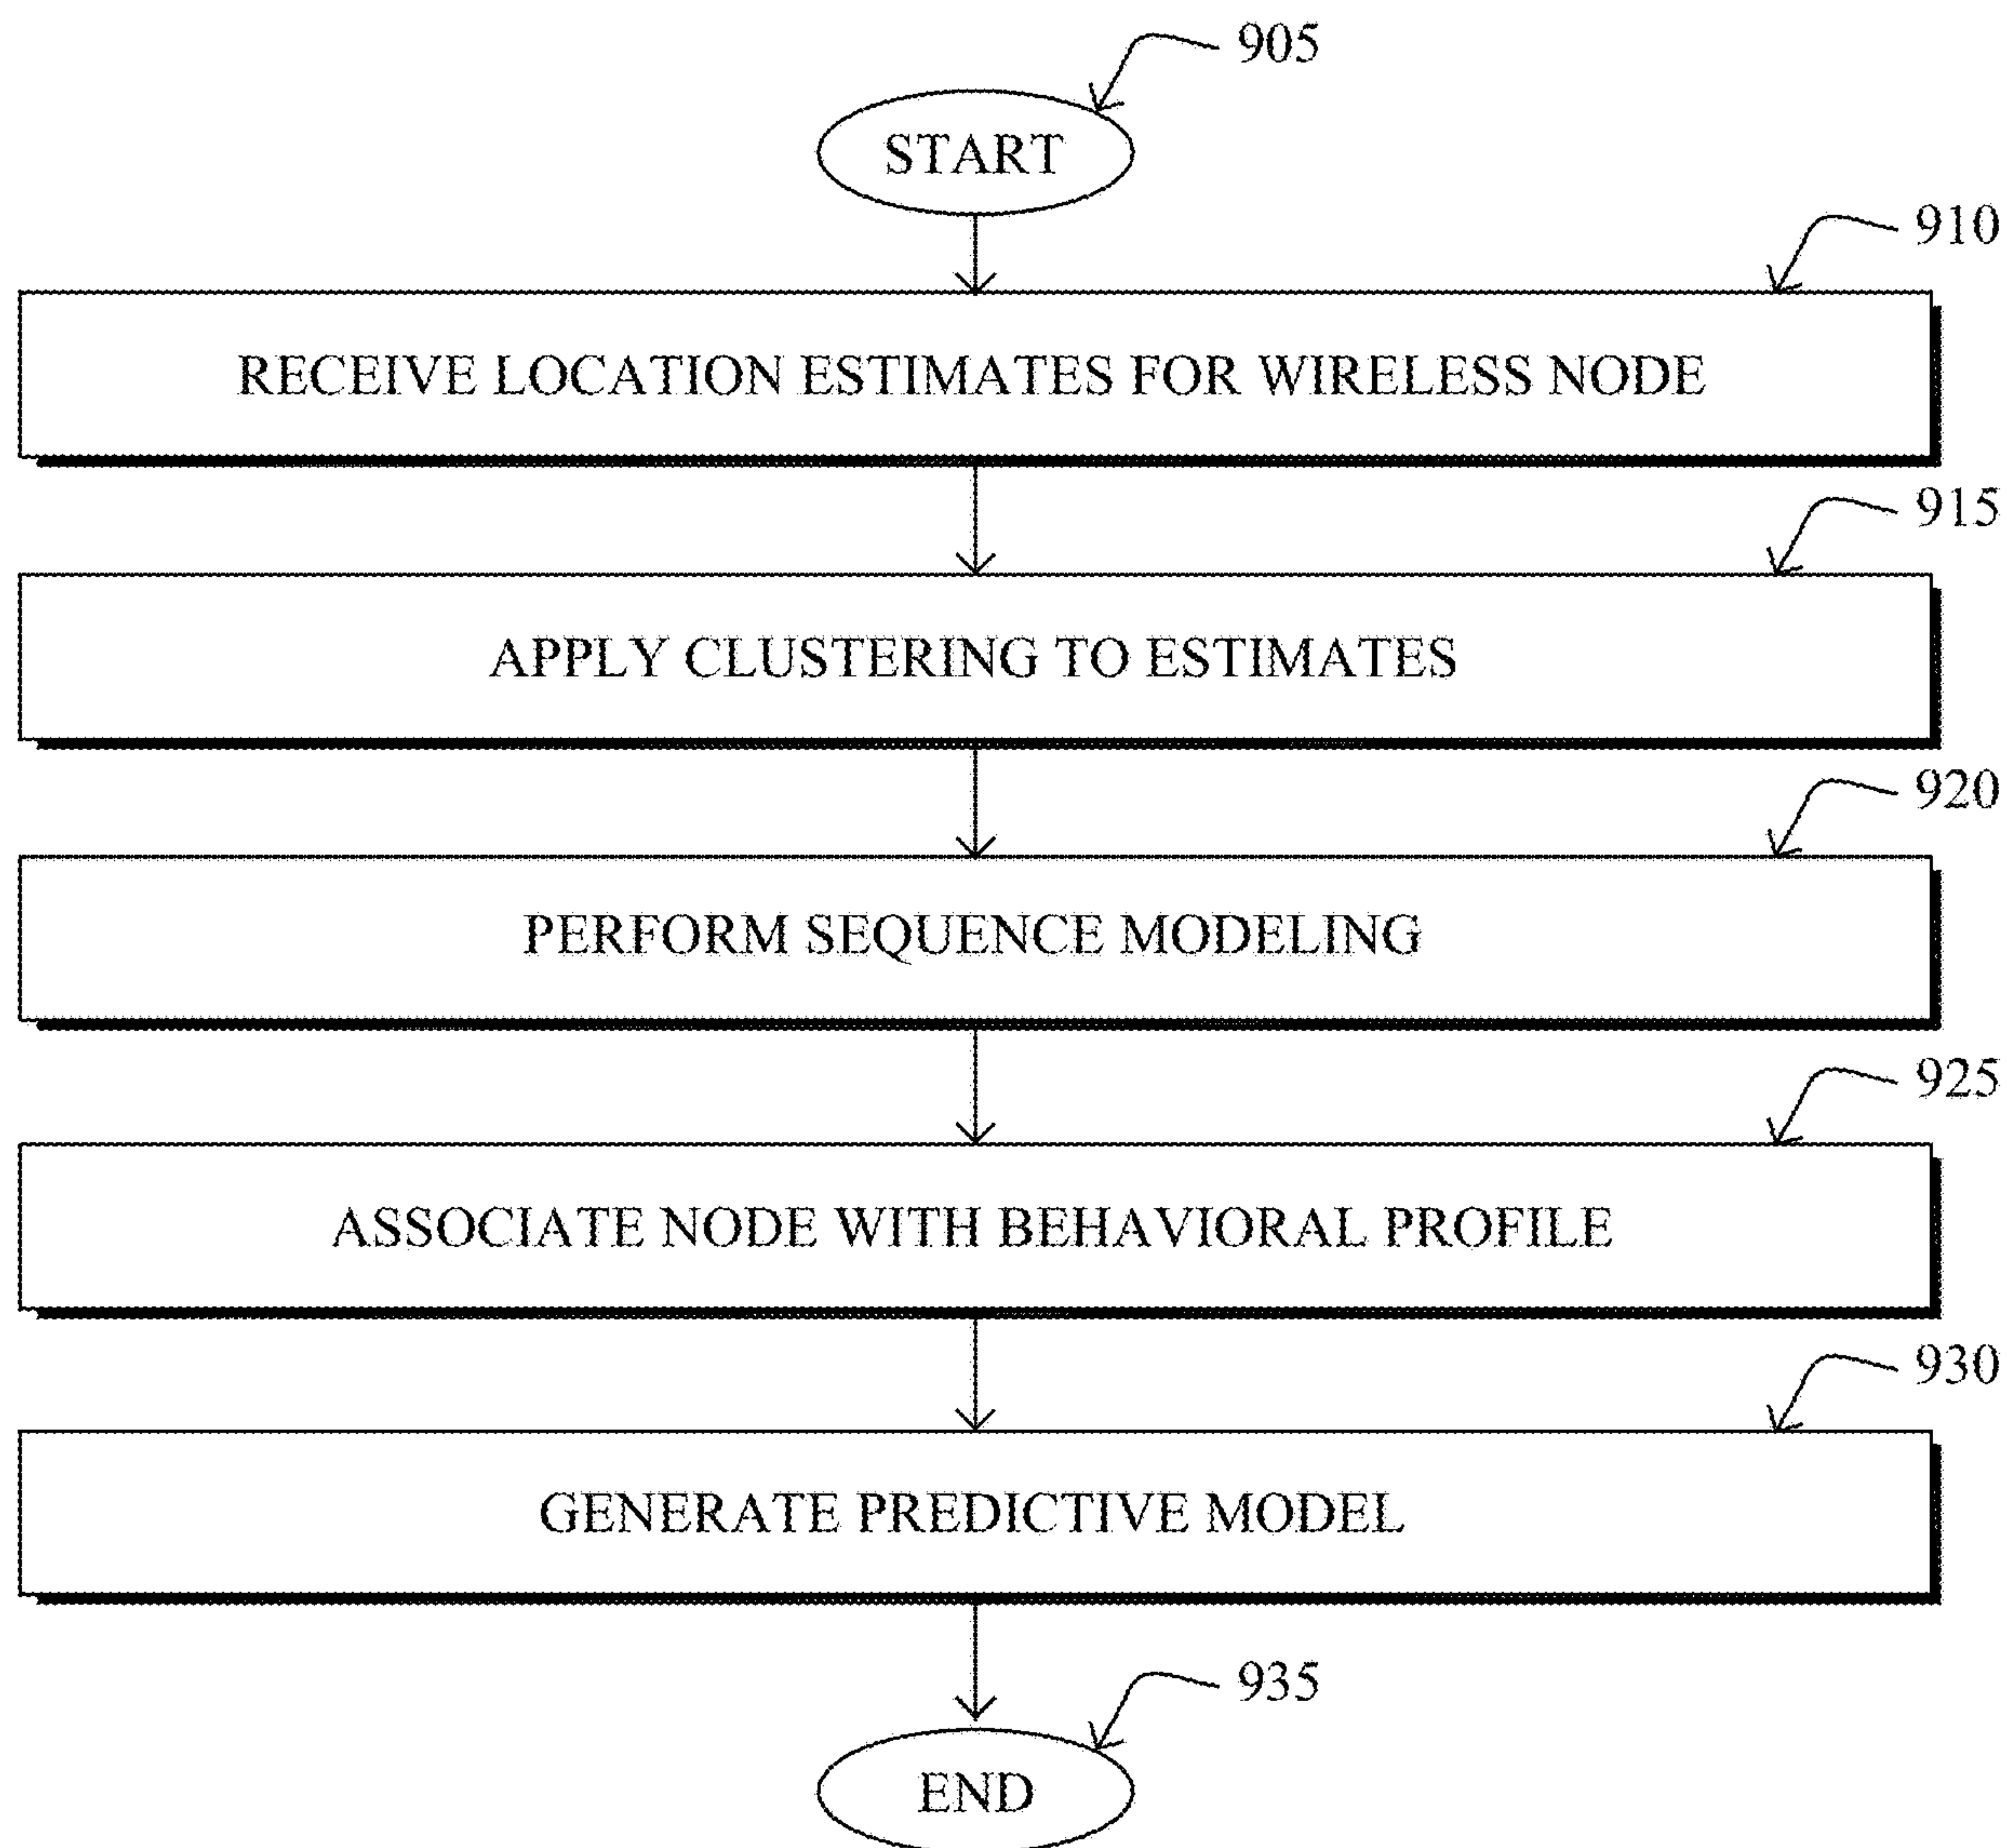 905
START
910
RECEIVE LOCATION ESTIMATES FOR WIRELESS NODE
915
APPLY CLUSTERING TO ESTIMATES
920
PERFORM SEQUENCE MODELING
925
ASSOCIATE NODE WITH BEHAVIORAL PROFILE
930
GENERATE PREDICTIVE MODEL
935
END